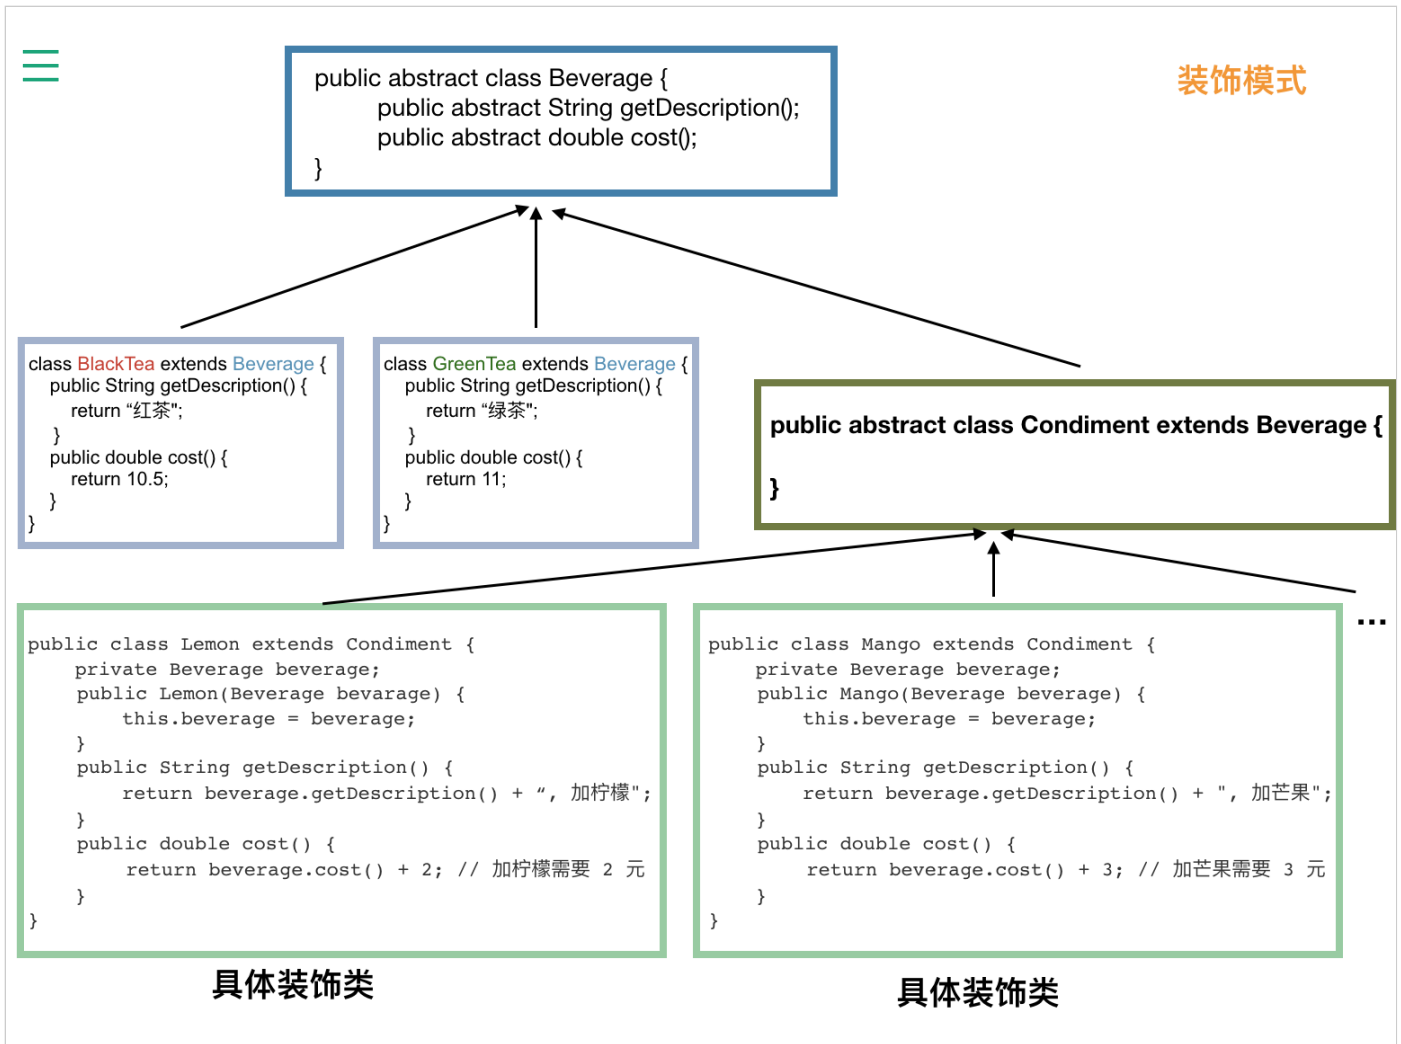 装饰模式
public abstract class Beverage {
public abstract String getDescription();
public abstract double cost();
}
class BlackTea extends Beverage {
public String getDescription() {
return “红茶";
}
public double cost() {
return 10.5;
}
}
class GreenTea extends Beverage {
public String getDescription() {
return “绿茶";
}
public double cost() {
return 11;
}
}
public abstract class Condiment extends Beverage {
}
public class Lemon extends Condiment {
private Beverage beverage;
public Lemon(Beverage bevarage) {
this.beverage = beverage;
}
public String getDescription() {
return beverage.getDescription() + “, 加柠檬";
}
public double cost() {
return beverage.cost() + 2; // 加柠檬需要 2 元
}
}
具体装饰类
public class Mango extends Condiment {
private Beverage beverage;
public Mango(Beverage beverage) {
this.beverage = beverage;
}
public String getDescription() {
return beverage.getDescription() + ", 加芒果";
}
public double cost() {
return beverage.cost() + 3; // 加芒果需要 3 元
}
}
具体装饰类
...